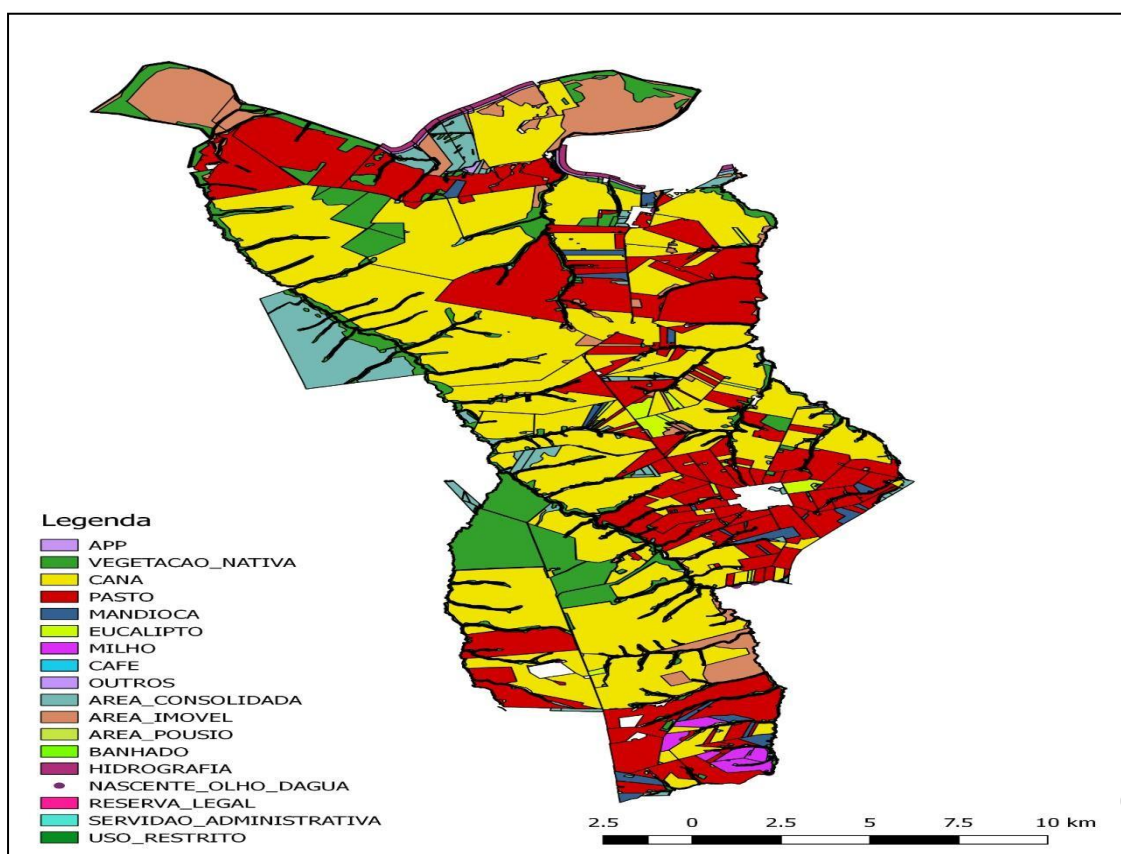 Legenda
APP
VEGETACAO_NATIVA
CANA
PASTO
MANDIOCA
EUCALIPTO
MILHO
CAFE
OUTROS
AREA_CONSOLIDADA
AREA_IMOVEL
AREA_POUSIO
BANHADO
HIDROGRAFIA
NASCENTE_OLHO_DAGUA
RESERVA_LEGAL
SERVIDAO_ADMINISTRATIVA
USO_RESTRITO
2.5 0 2.5 5 7.5 10 km